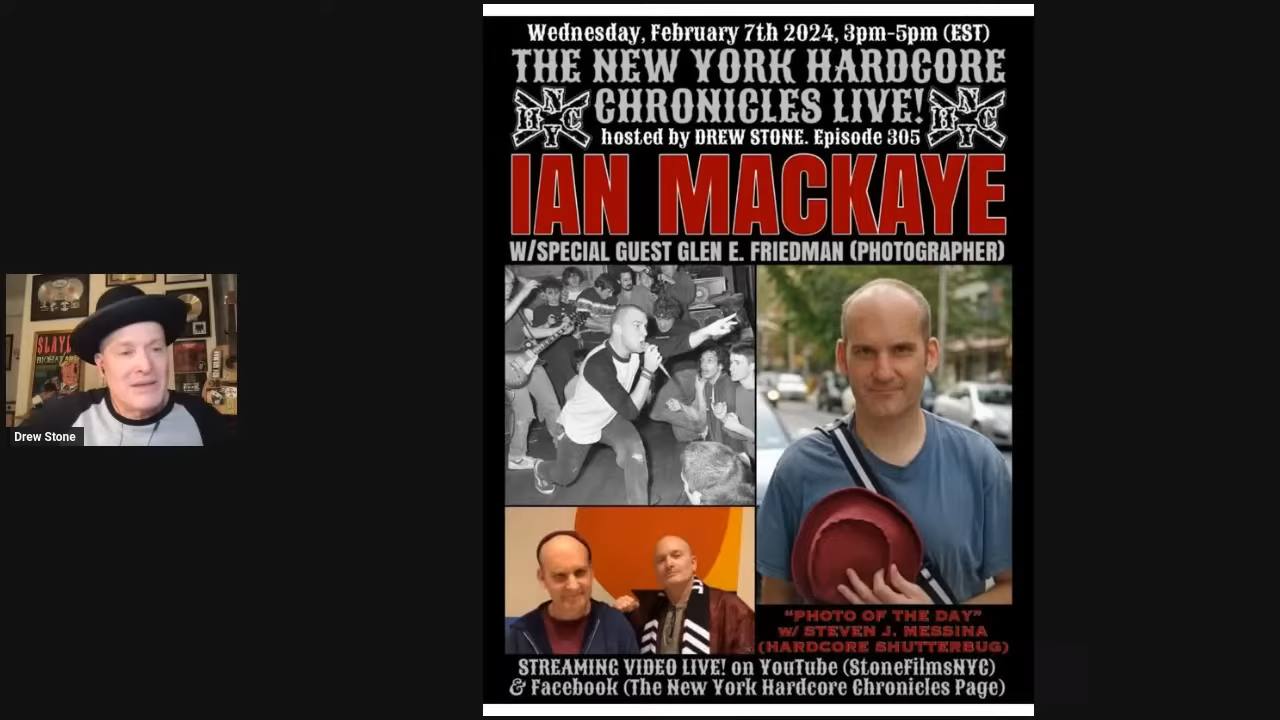 Wednesday, February 7th 2024, 3pm-5pm (EST)
THE NEW YORK HARDCORE
CHRONICLES LIVE!
N
H C
Y
N
H C
Y
hosted by DREW STONE. Episode 305
IAN MACKAYE
W/SPECIAL GUEST GLEN E. FRIEDMAN (PHOTOGRAPHER)
SLAYE
Drew Stone
"PHOTO OF THE DAY"
w/ STEVEN J. MESSINA
(HARDCORE SHUTTERBUG)
STREAMING VIDEO LIVE! on YouTube (StoneFilmsNYC)
& Facebook (The New York Hardcore Chronicles Page)